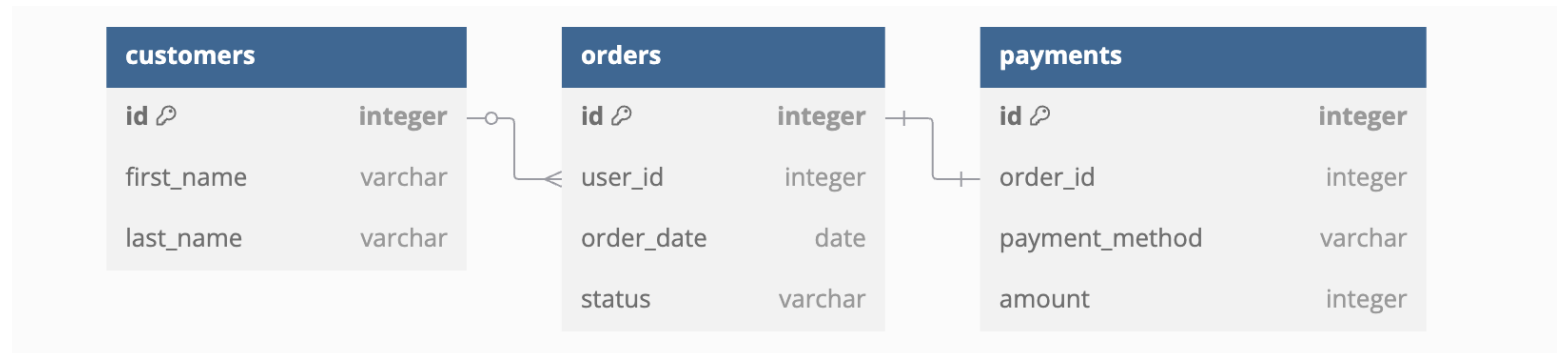 customers
id integer
first_name varchar
last_name varchar
orders
id integer
user_id integer
order_date date
status varchar
payments
id integer
order_id integer
payment_method varchar
amount integer